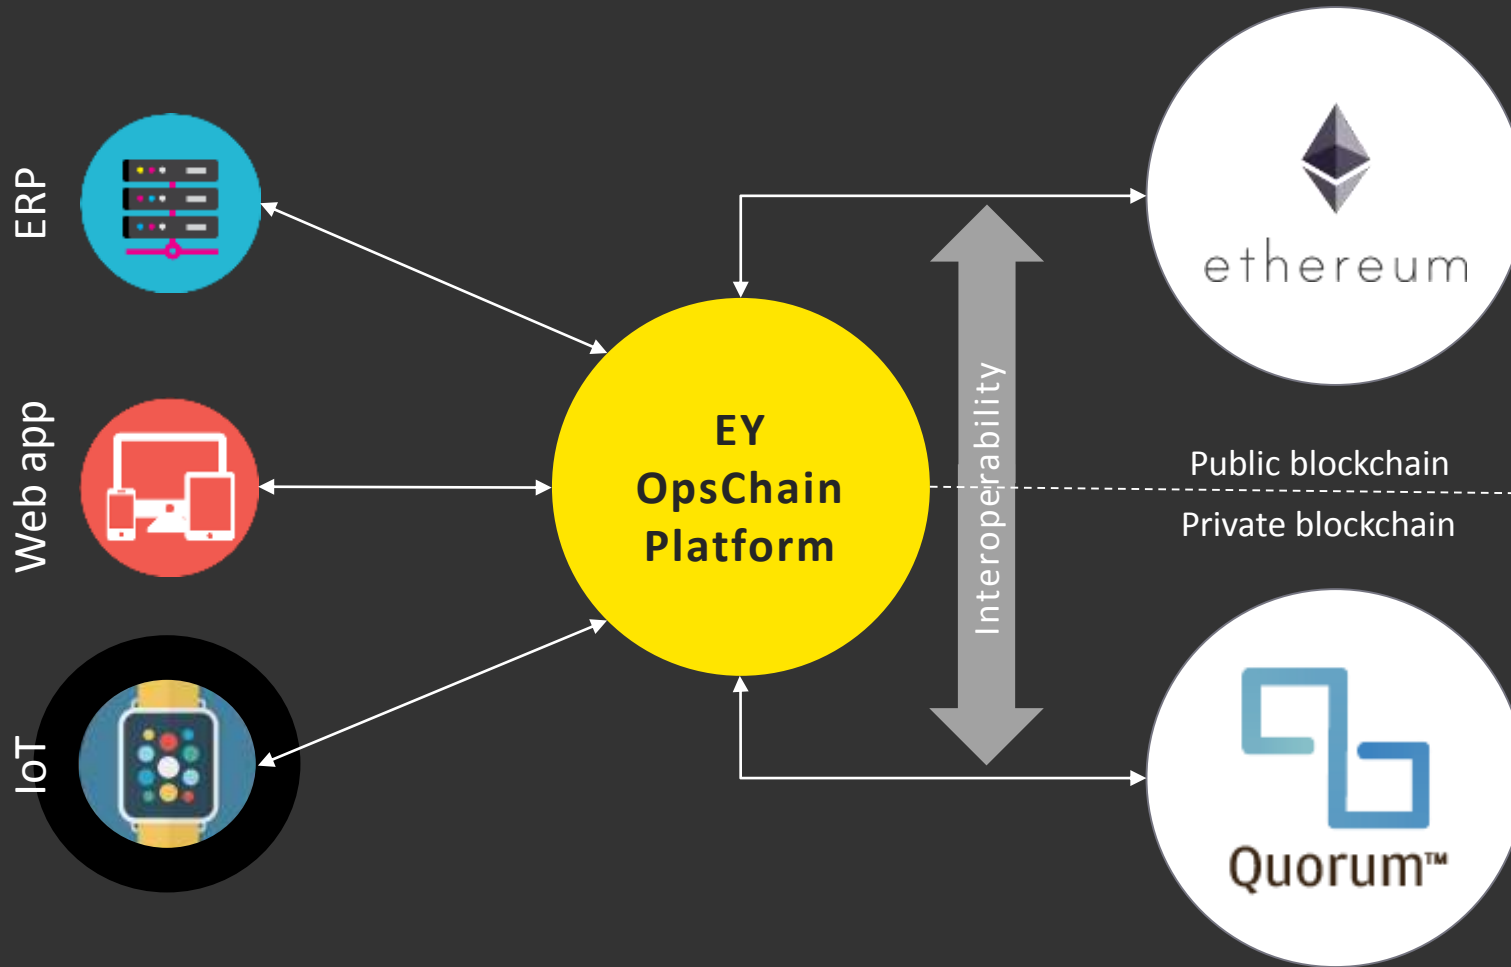 ERP
Web app
IoT
EY
OpsChain
Platform
Interoperability
ethereum
Public blockchain
Private blockchain
Quorum™